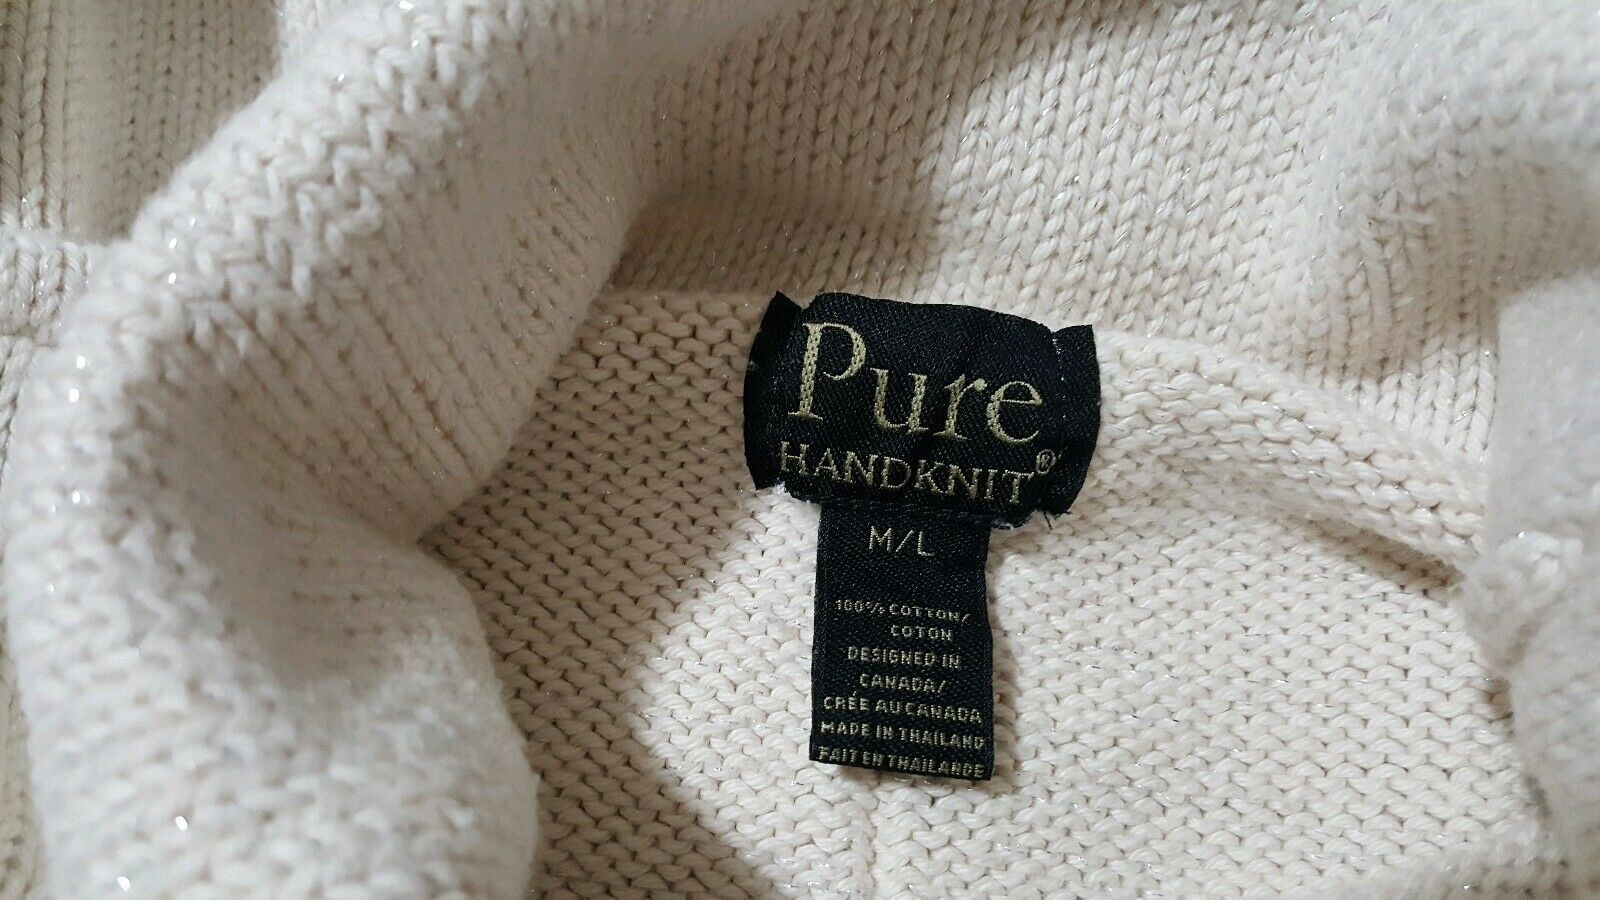 Pure
HANDKNIT®
M/L
100% COTTON/
COTON
DESIGNED IN
CANADA/
CRÉE AU CANADA
MADE IN THAILAND
FAIT EN THAILANDE